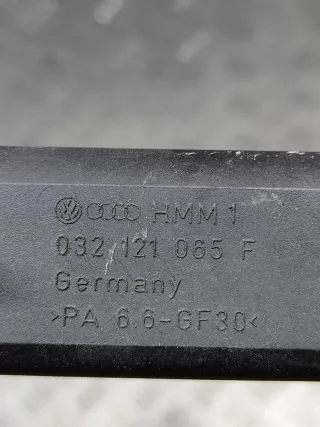 HMM 1
032 121 065 F
Germany
>PA 6.6-GF30<